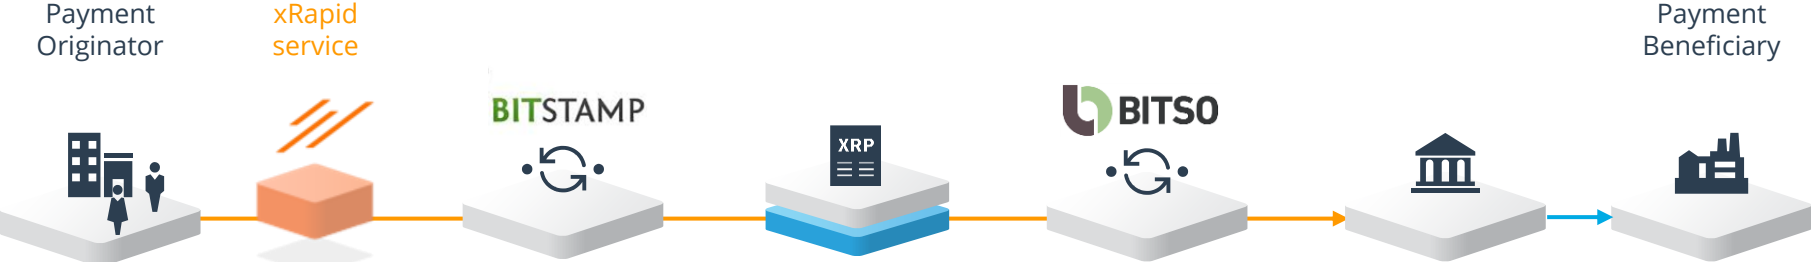 Payment
Originator
xRapid
service
BITSTAMP
XRP
BITSO
Payment
Beneficiary